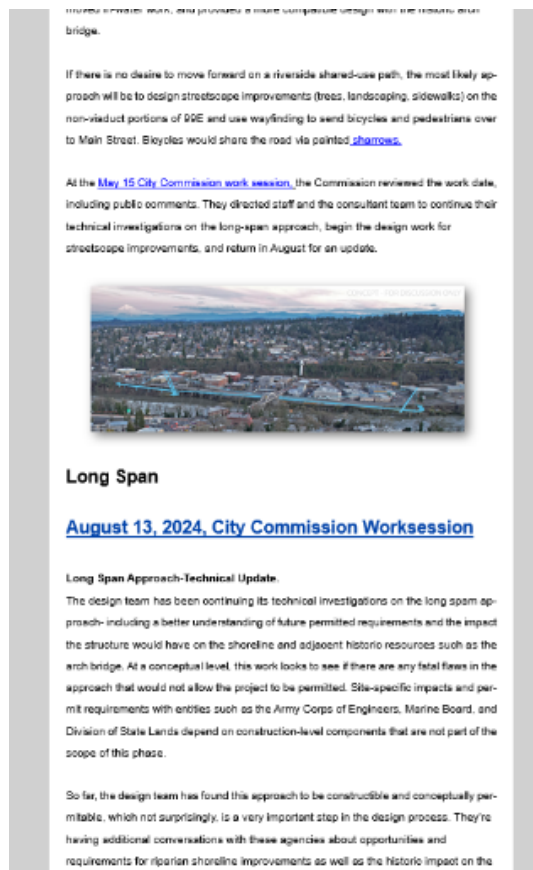 moved in-water work, and provided a more compatible design with the historic arch
bridge.
If there is no desire to move forward on a riverside shared-use path, the most likely ap-
proach will be to design streetscape improvements (trees, landscaping, sidewalks) on the
non-viaduct portions of 99E and use wayfinding to send bicycles and pedestrians over
to Main Street. Bicycles would share the road via painted sharrows.
At the May 15 City Commission work session, the Commission reviewed the work date,
including public comments. They directed staff and the consultant team to continue their
technical investigations on the long-span approach, begin the design work for
streetscape improvements, and return in August for an update.
CONCEPT - FOR DISCUSSION ONLY
Long Span
August 13, 2024, City Commission Worksession
Long Span Approach-Technical Update.
The design team has been continuing its technical investigations on the long spam ap-
proach- including a better understanding of future permitted requirements and the impact
the structure would have on the shoreline and adjacent historic resources such as the
arch bridge. At a conceptual level, this work looks to see if there are any fatal flaws in the
approach that would not allow the project to be permitted. Site-specific impacts and per-
mit requirements with entities such as the Army Corps of Engineers, Marine Board, and
Division of State Lands depend on construction-level components that are not part of the
scope of this phase.
So far, the design team has found this approach to be constructible and conceptually per-
mitable, which not surprisingly, is a very important step in the design process. They're
having additional conversations with these agencies about opportunities and
requirements for riparian shoreline improvements as well as the historic impact on the